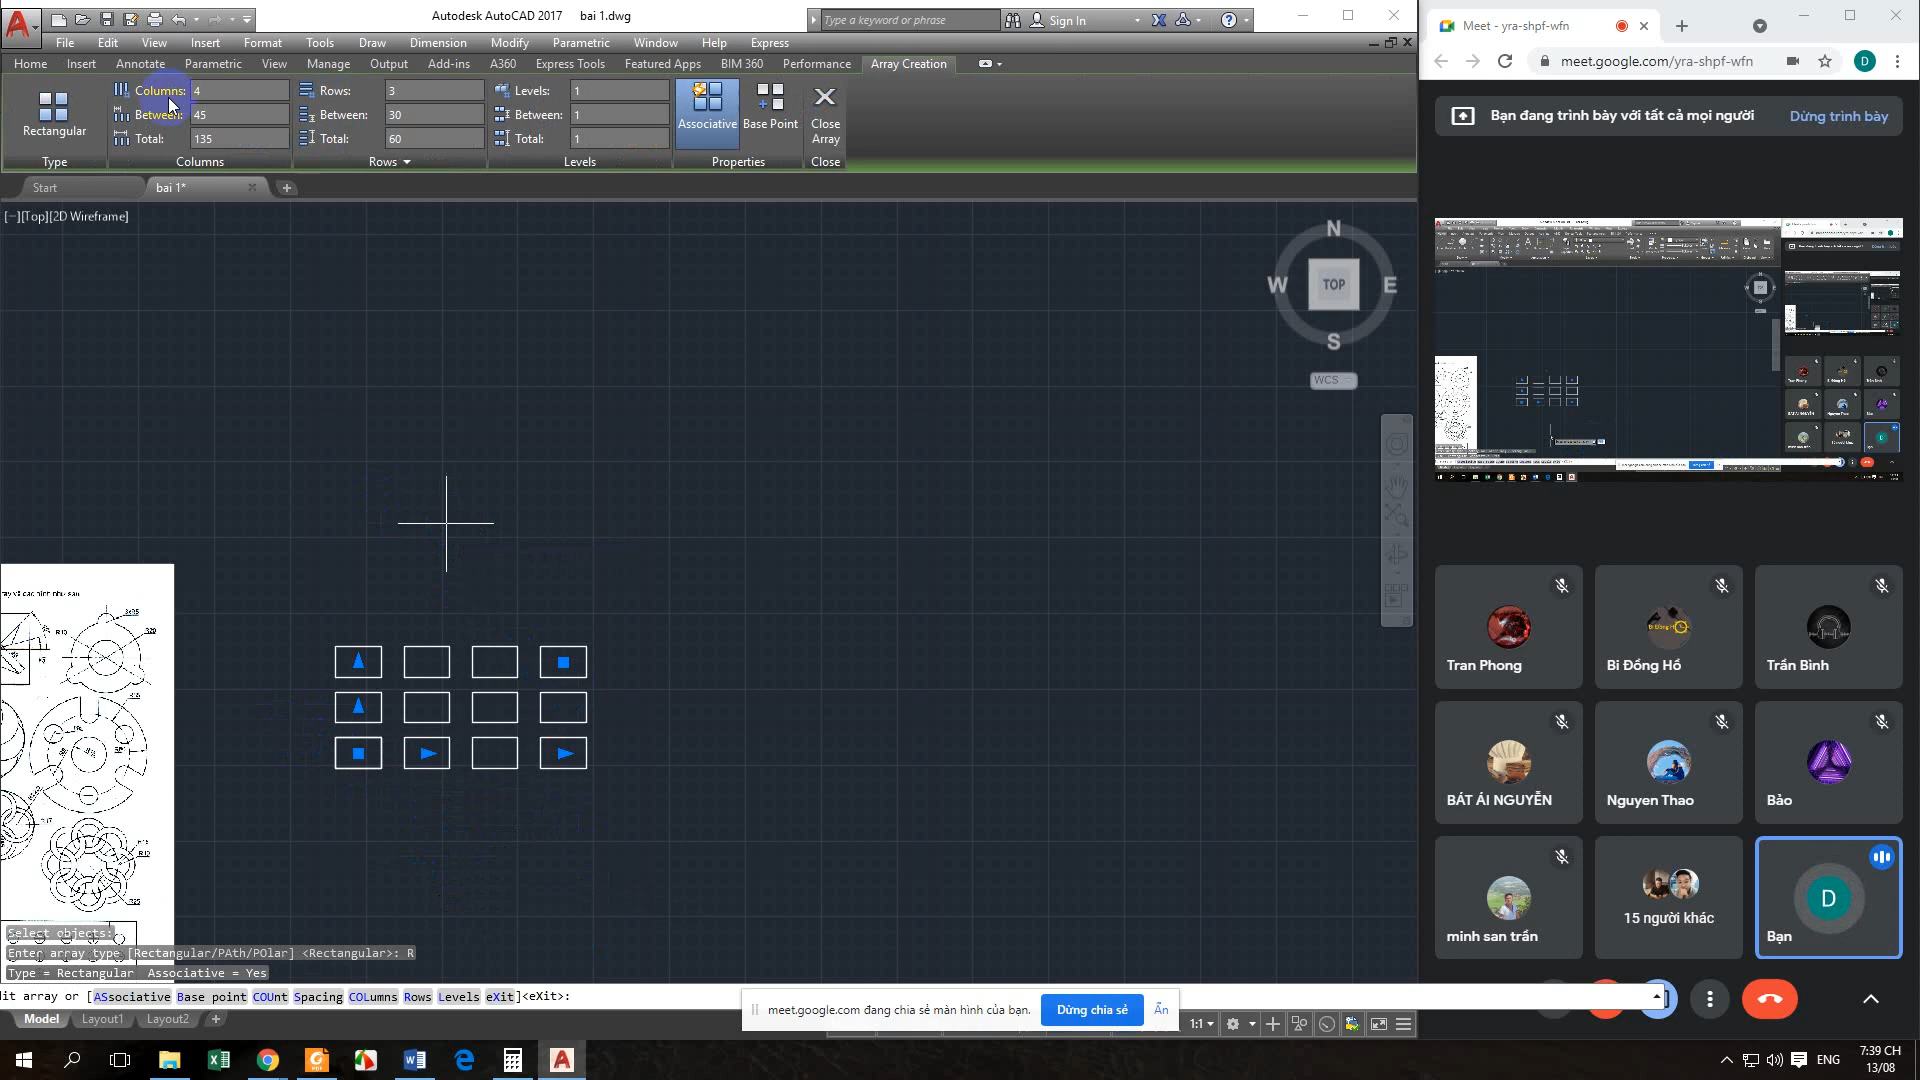 Autodesk AutoCAD 2017 bai 1.dwg
Type a keyword or phrase
Sign In
File Edit View Insert Format Tools Draw Dimension Modify Parametric Window Help Express
Home Insert Annotate Parametric View Manage Output Add-ins A360 Express Tools Featured Apps BIM 360 Performance Array Creation
Columns: 4 Rows: 3 Levels: 1
Between: 45 Between: 30 Between: 1
Total: 135 Total: 60 Total: 1
Rectangular
Associative
Base Point
Close
Array
Type Columns Rows Levels Properties Close
Start bai 1*
[−][Top][2D Wireframe]
N
W TOP E
S
WCS
Select objects:
Enter array type [Rectangular/PAth/POlar] <Rectangular>: R
Type = Rectangular Associative = Yes
dit array or [ASsociative Base point COUnt Spacing COLumns Rows Levels eXit]<eXit>:
Model Layout1 Layout2
1:1
meet.google.com đang chia sẻ màn hình của bạn.
Dừng chia sẻ
Ẩn
Meet - yra-shpf-wfn
meet.google.com/yra-shpf-wfn
D
Bạn đang trình bày với tất cả mọi người
Dừng trình bày
Tran Phong
Bi Đồng Hồ
Trần Bình
BÁT ÁI NGUYỄN
Nguyen Thao
Bảo
minh san trần
15 người khác
D
Bạn
ENG
7:39 CH
13/08